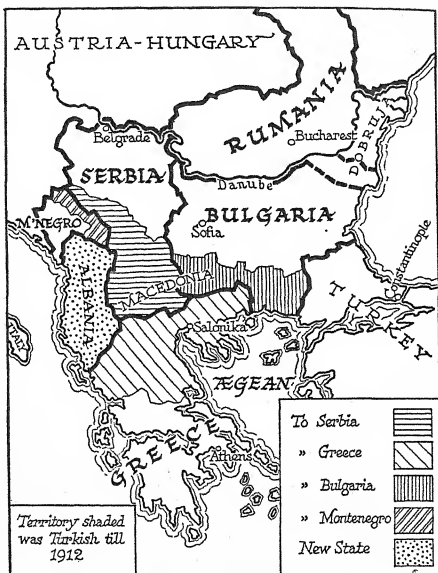 AUSTRIA-HUNGARY
RUMANIA
Belgrade
Bucharest
DOBRUJA
SERBIA
Danube
BULGARIA
M'NEGRO
Sofia
Constantinople
MACEDONIA
ALBANIA
TURKEY
Salonika
ITALY
ÆGEAN
GREECE
Athens
To Serbia
" Greece
" Bulgaria
" Montenegro
New State
Territory shaded
was Turkish till
1912